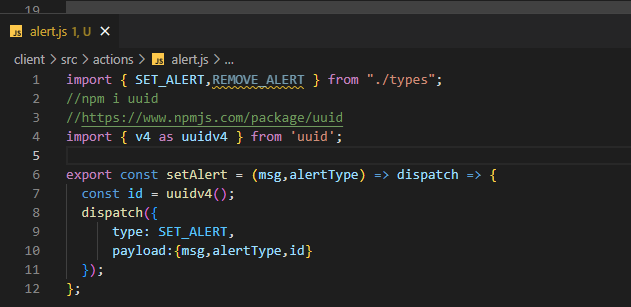 19
JS alert.js 1, U ×
client > src > actions > JS alert.js > ...
1 import { SET_ALERT,REMOVE_ALERT } from "./types";
2 //npm i uuid
3 //https://www.npmjs.com/package/uuid
4 import { v4 as uuidv4 } from 'uuid';
5
6 export const setAlert = (msg,alertType) => dispatch => {
7 const id = uuidv4();
8 dispatch({
9 type: SET_ALERT,
10 payload:{msg,alertType,id}
11 });
12 };